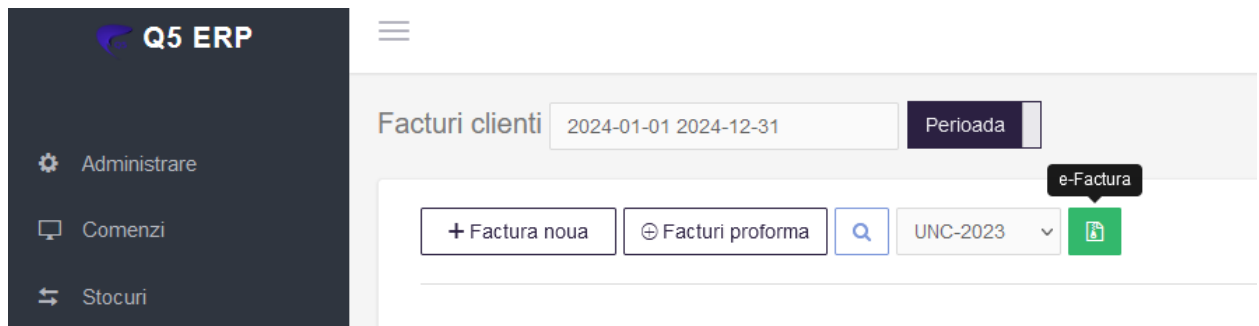 Q5 ERP
Facturi clienti 2024-01-01 2024-12-31 Perioada
Administrare
e-Factura
Comenzi
+ Factura noua ⊕ Facturi proforma UNC-2023
Stocuri